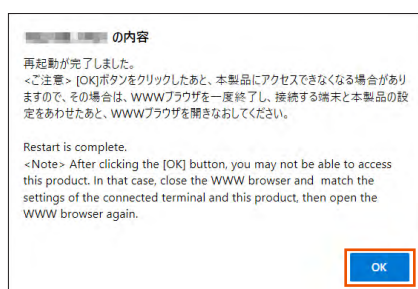 の内容
再起動が完了しました。
<ご注意> [OK]ボタンをクリックしたあと、本製品にアクセスできなくなる場合があり
ますので、その場合は、WWWブラウザを一度終了し、接続する端末と本製品の設
定をあわせたあと、WWWブラウザを開きなおしてください。
Restart is complete.
<Note> After clicking the [OK] button, you may not be able to access
this product. In that case, close the WWW browser and match the
settings of the connected terminal and this product, then open the
WWW browser again.
OK